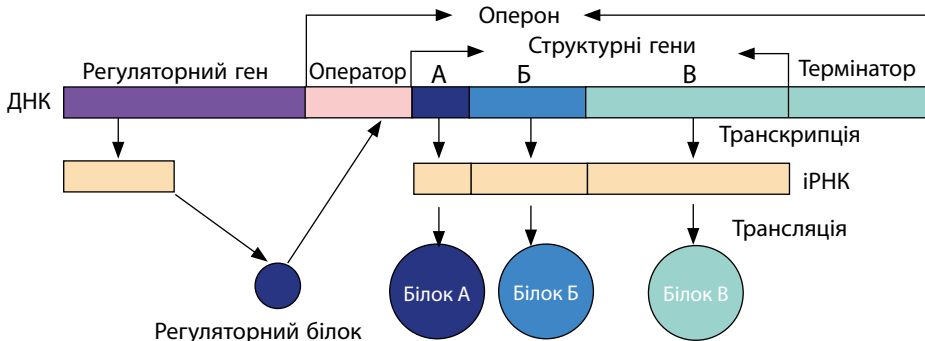 Оперон
Структурні гени
Регуляторний ген
Оператор
А
Б
В
Термінатор
ДНК
Транскрипція
іРНК
Трансляція
Білок А
Білок Б
Білок В
Регуляторний білок